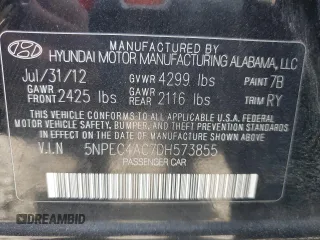 MANUFACTURED BY
HYUNDAI MOTOR MANUFACTURING ALABAMA, LLC
Jul/31/12 GVWR 4299 lbs PAINT 7B
GAWR FRONT 2425 lbs GAWR REAR 2116 lbs TRIM RY
THIS VEHICLE CONFORMS TO ALL APPLICABLE U.S.A FEDERAL
MOTOR VEHICLE SAFETY, BUMPER, AND THEFT PREVENTION
STANDARDS IN EFFECT ON THE DATE OF MANUFACTURE
SHOWN ABOVE.
V.I.N 5NPEC4AC7DH573855
PASSENGER CAR
DREAMBID